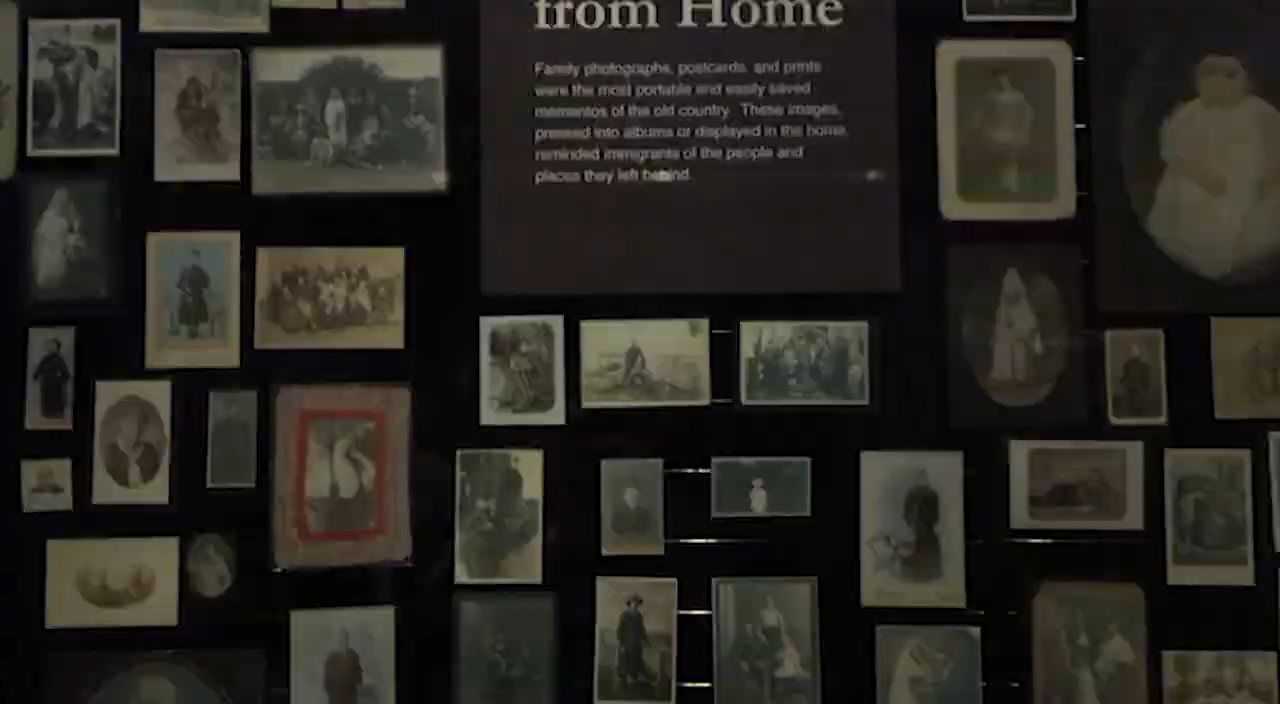 from Home
Family photographs, postcards, and prints
were the most portable and easily saved
mementos of the old country. These images,
pressed into albums or displayed in the home,
reminded immigrants of the people and
places they left behind.